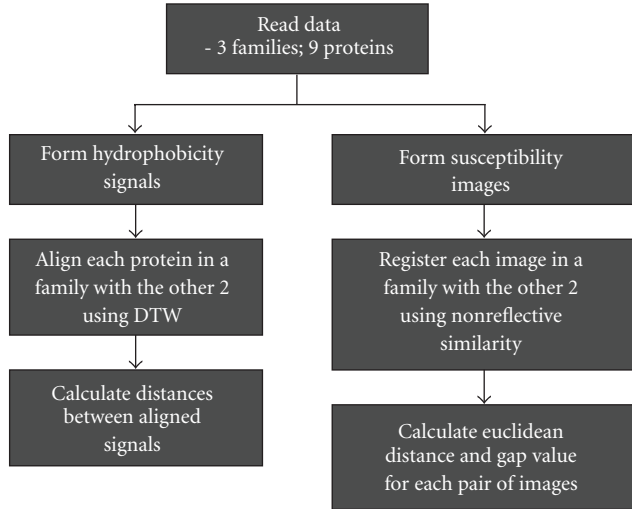 Read data
- 3 families; 9 proteins
Form hydrophobicity
signals
Form susceptibility
images
Align each protein in a
family with the other 2
using DTW
Register each image in a
family with the other 2
using nonreflective
similarity
Calculate distances
between aligned
signals
Calculate euclidean
distance and gap value
for each pair of images